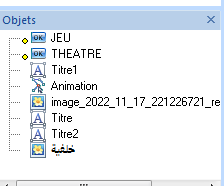 Objets
JEU
THEATRE
Titre1
Animation
image_2022_11_17_221226721_re
Titre
Titre2
خلفية